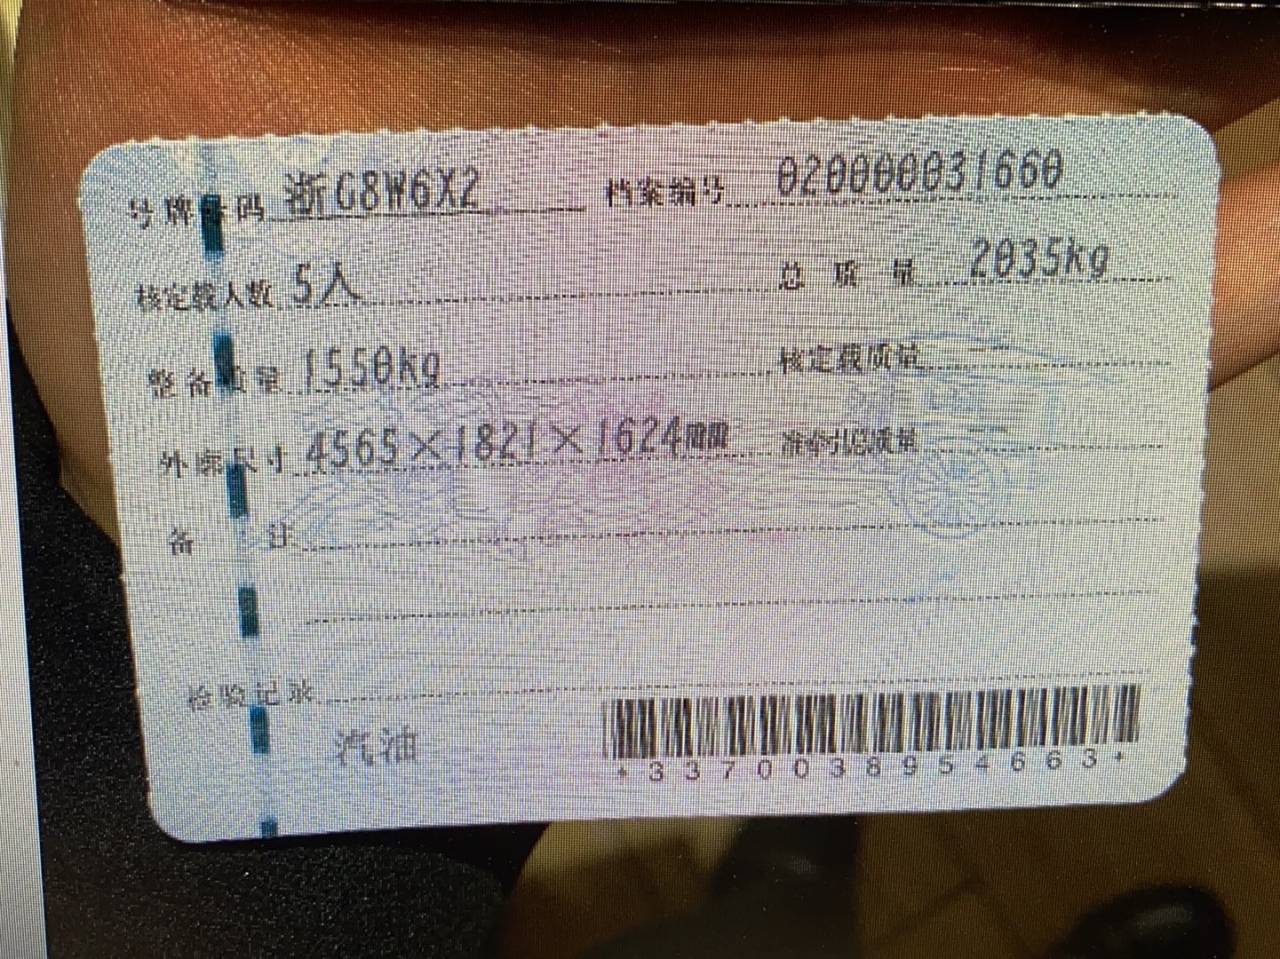 号牌号码 浙G8W6X2 档案编号 020000031660
核定载人数 5人 总质量 2035kg
整备质量 1550kg 核定载质量 --
外廓尺寸 4565×1821×1624mm 准牵引总质量 --
备注
检验记录
汽油
*3370038954663*